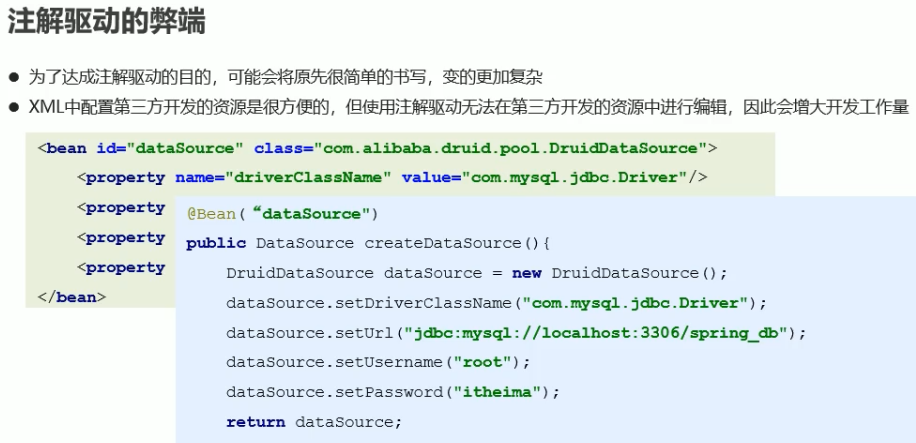 注解驱动的弊端
● 为了达成注解驱动的目的，可能会将原先很简单的书写，变的更加复杂
● XML中配置第三方开发的资源是很方便的，但使用注解驱动无法在第三方开发的资源中进行编辑，因此会增大开发工作量
<bean id="dataSource" class="com.alibaba.druid.pool.DruidDataSource">
<property name="driverClassName" value="com.mysql.jdbc.Driver"/>
<property
<property
<property
</bean>
@Bean(“dataSource")
public DataSource createDataSource(){
DruidDataSource dataSource = new DruidDataSource();
dataSource.setDriverClassName("com.mysql.jdbc.Driver");
dataSource.setUrl("jdbc:mysql://localhost:3306/spring_db");
dataSource.setUsername("root");
dataSource.setPassword("itheima");
return dataSource;